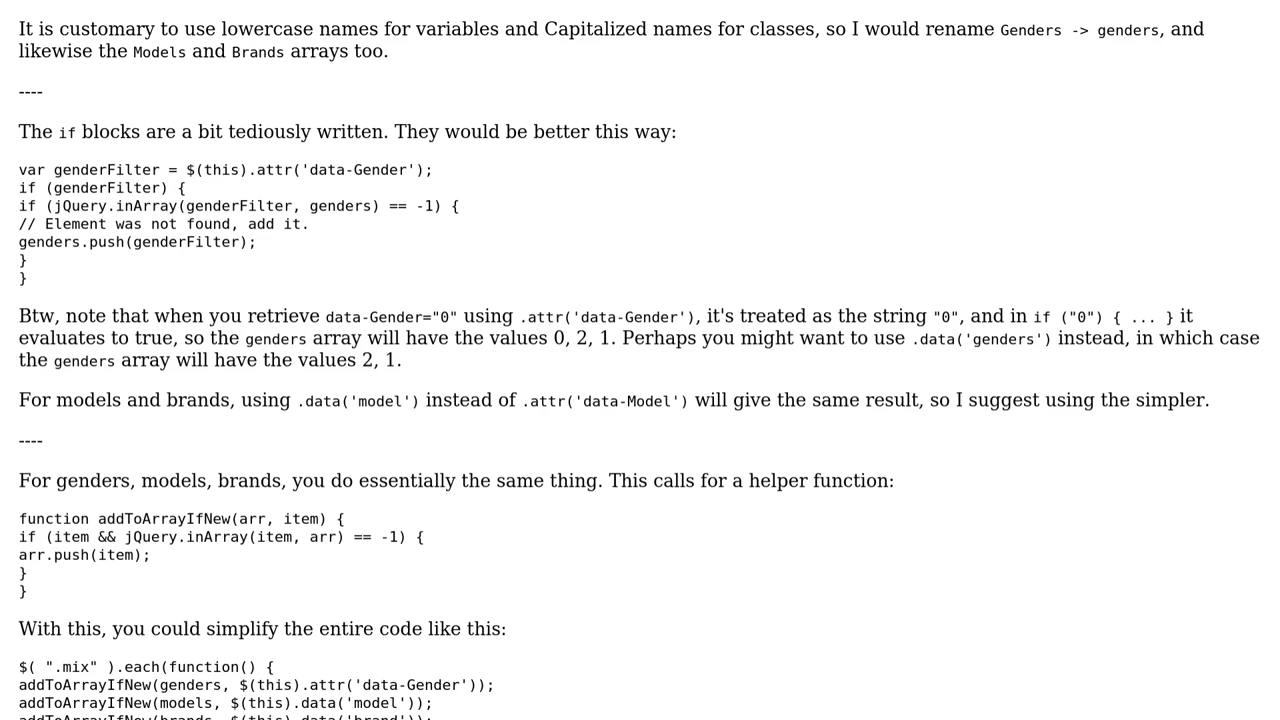 It is customary to use lowercase names for variables and Capitalized names for classes, so I would rename Genders -> genders, and
likewise the Models and Brands arrays too.
----
The if blocks are a bit tediously written. They would be better this way:
var genderFilter = $(this).attr('data-Gender');
if (genderFilter) {
if (jQuery.inArray(genderFilter, genders) == -1) {
// Element was not found, add it.
genders.push(genderFilter);
}
}
Btw, note that when you retrieve data-Gender="0" using .attr('data-Gender'), it's treated as the string "0", and in if ("0") { ... } it
evaluates to true, so the genders array will have the values 0, 2, 1. Perhaps you might want to use .data('genders') instead, in which case
the genders array will have the values 2, 1.
For models and brands, using .data('model') instead of .attr('data-Model') will give the same result, so I suggest using the simpler.
----
For genders, models, brands, you do essentially the same thing. This calls for a helper function:
function addToArrayIfNew(arr, item) {
if (item && jQuery.inArray(item, arr) == -1) {
arr.push(item);
}
}
With this, you could simplify the entire code like this:
$( ".mix" ).each(function() {
addToArrayIfNew(genders, $(this).attr('data-Gender'));
addToArrayIfNew(models, $(this).data('model'));
addToArrayIfNew(brands, $(this).data('brand'));